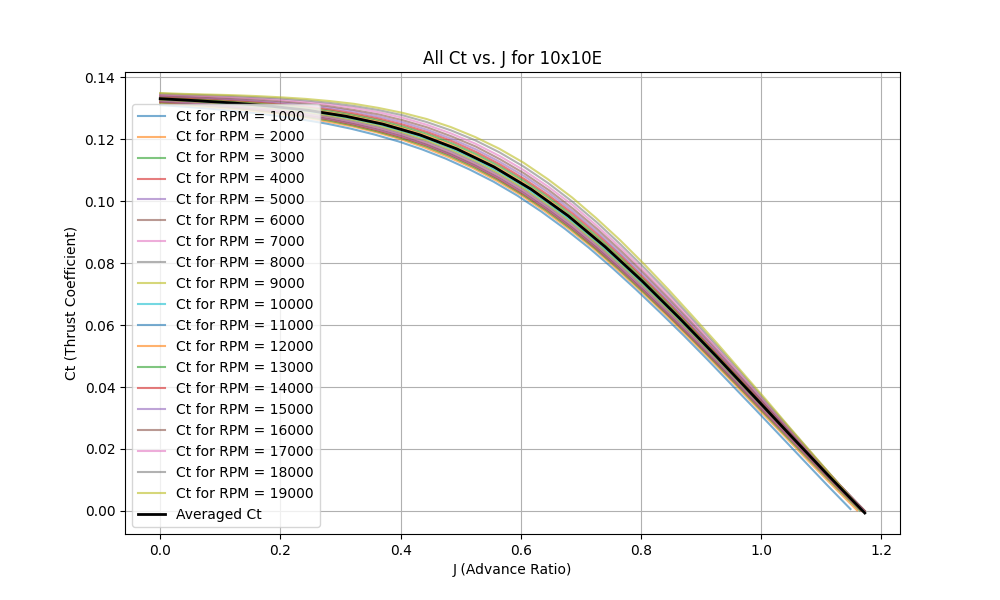 All Ct vs. J for 10x10E
Ct (Thrust Coefficient)
0.14
0.12
0.10
0.08
0.06
0.04
0.02
0.00
Ct for RPM = 1000
Ct for RPM = 2000
Ct for RPM = 3000
Ct for RPM = 4000
Ct for RPM = 5000
Ct for RPM = 6000
Ct for RPM = 7000
Ct for RPM = 8000
Ct for RPM = 9000
Ct for RPM = 10000
Ct for RPM = 11000
Ct for RPM = 12000
Ct for RPM = 13000
Ct for RPM = 14000
Ct for RPM = 15000
Ct for RPM = 16000
Ct for RPM = 17000
Ct for RPM = 18000
Ct for RPM = 19000
Averaged Ct
0.0 0.2 0.4 0.6 0.8 1.0 1.2
J (Advance Ratio)